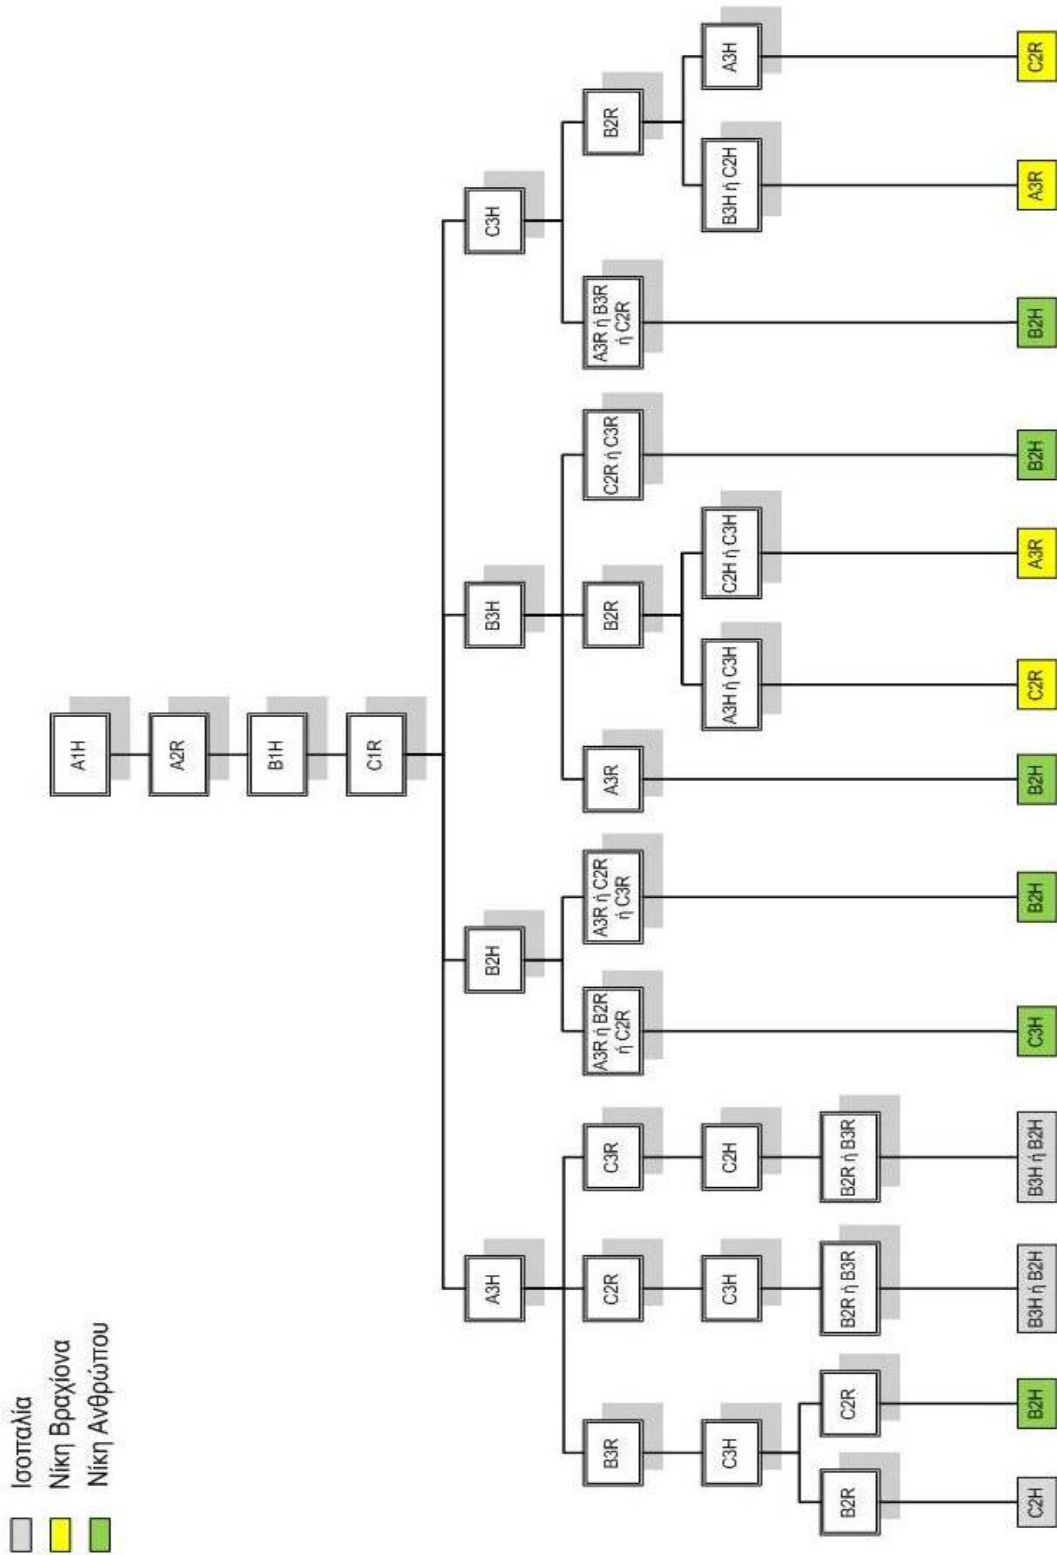 Ισοπαλία
Νίκη Βραχίονα
Νίκη Ανθρώπου
A1H
A2R
B1H
C1R
A3H
B2H
B3H
C3H
B3R
C2R
C3R
A3R ή B2R
ή C2R
A3R ή C2R
ή C3R
A3R
B2R
C2R ή C3R
A3R ή B3R
ή C2R
B2R
C3H
C3H
C2H
A3H ή C3H
C2H ή C3H
B3H ή C2H
A3H
B2R
C2R
B2R ή B3R
B2R ή B3R
C2H
B2H
B3H ή B2H
B3H ή B2H
C3H
B2H
B2H
C2R
A3R
B2H
B2H
A3R
C2R